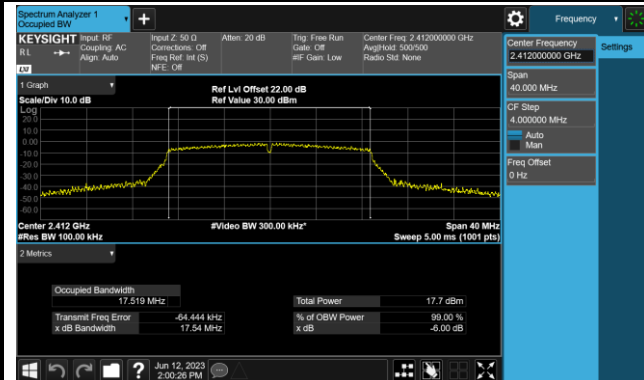 Spectrum Analyzer 1
Occupied BW
+
Frequency
KEYSIGHT
Input: RF
Coupling: AC
Align: Auto
Input Z: 50 Ω
Corrections: Off
Freq Ref: Int (S)
NFE: Off
Atten: 20 dB
Trig: Free Run
Gate: Off
#IF Gain: Low
Center Freq: 2.412000000 GHz
Avg|Hold: 500/500
Radio Std: None
RL
LXI
1 Graph
Scale/Div 10.0 dB
Ref Lvl Offset 22.00 dB
Ref Value 30.00 dBm
Log
20.0
10.0
0.00
-10.0
-20.0
-30.0
-40.0
-50.0
-60.0
Center 2.412 GHz
#Res BW 100.00 kHz
#Video BW 300.00 kHz*
Span 40 MHz
Sweep 5.00 ms (1001 pts)
2 Metrics
Occupied Bandwidth
17.519 MHz
Transmit Freq Error -64.444 kHz
x dB Bandwidth 17.54 MHz
Total Power 17.7 dBm
% of OBW Power 99.00 %
x dB -6.00 dB
Center Frequency
2.412000000 GHz
Settings
Span
40.000 MHz
CF Step
4.000000 MHz
Auto
Man
Freq Offset
0 Hz
?
Jun 12, 2023
2:00:26 PM